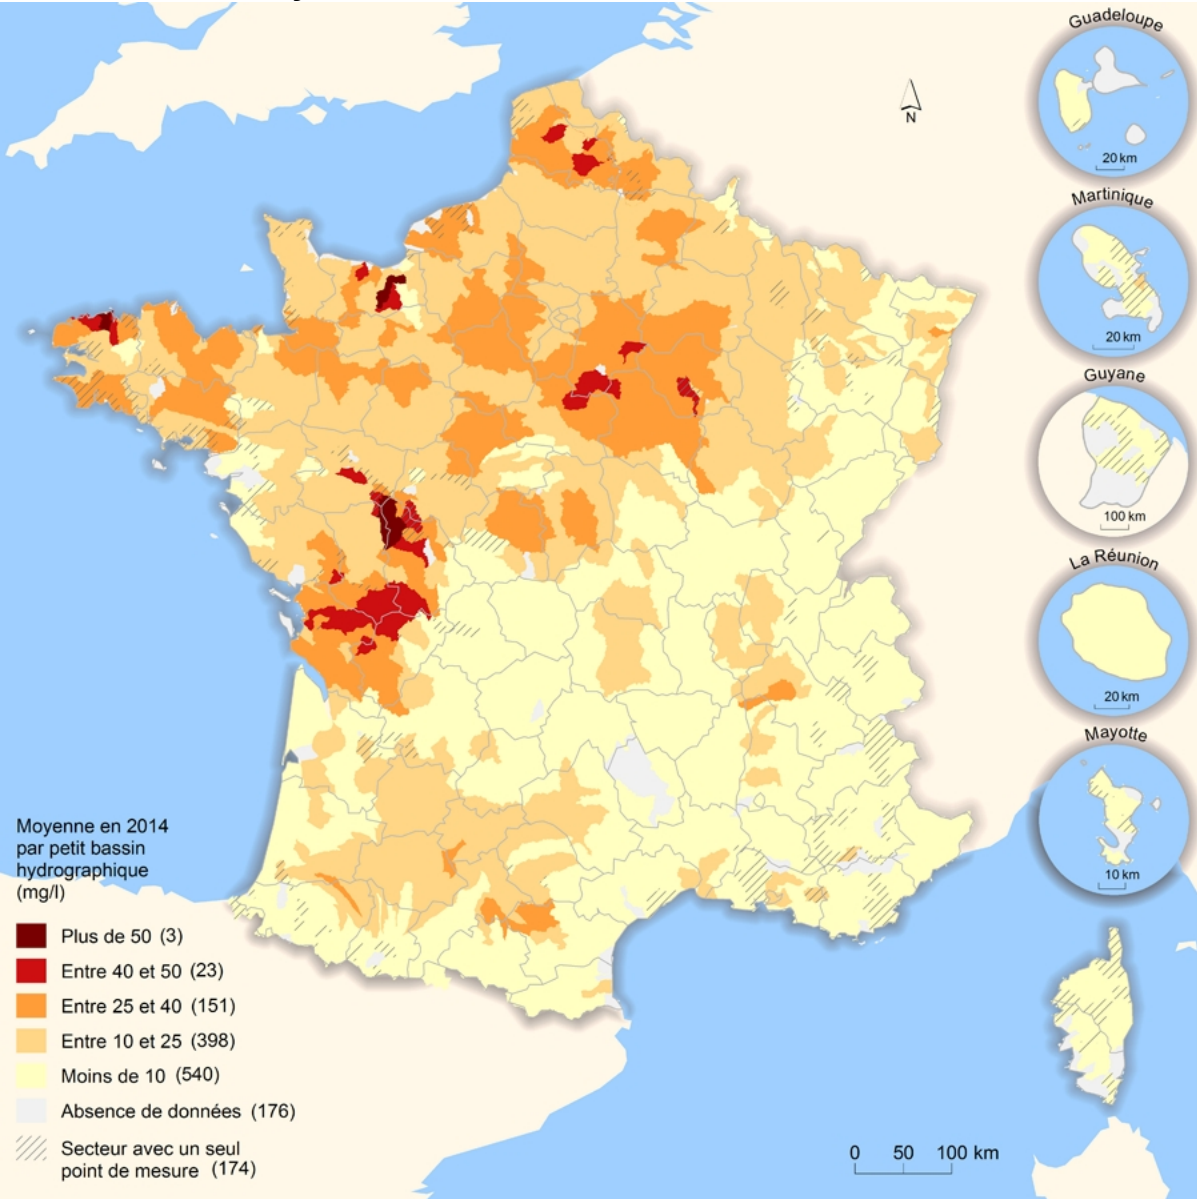 Guadeloupe
20 km
N
Martinique
20 km
Guyane
100 km
La Réunion
20 km
Mayotte
10 km
Moyenne en 2014
par petit bassin
hydrographique
(mg/l)
Plus de 50 (3)
Entre 40 et 50 (23)
Entre 25 et 40 (151)
Entre 10 et 25 (398)
Moins de 10 (540)
Absence de données (176)
Secteur avec un seul
point de mesure (174)
0 50 100 km